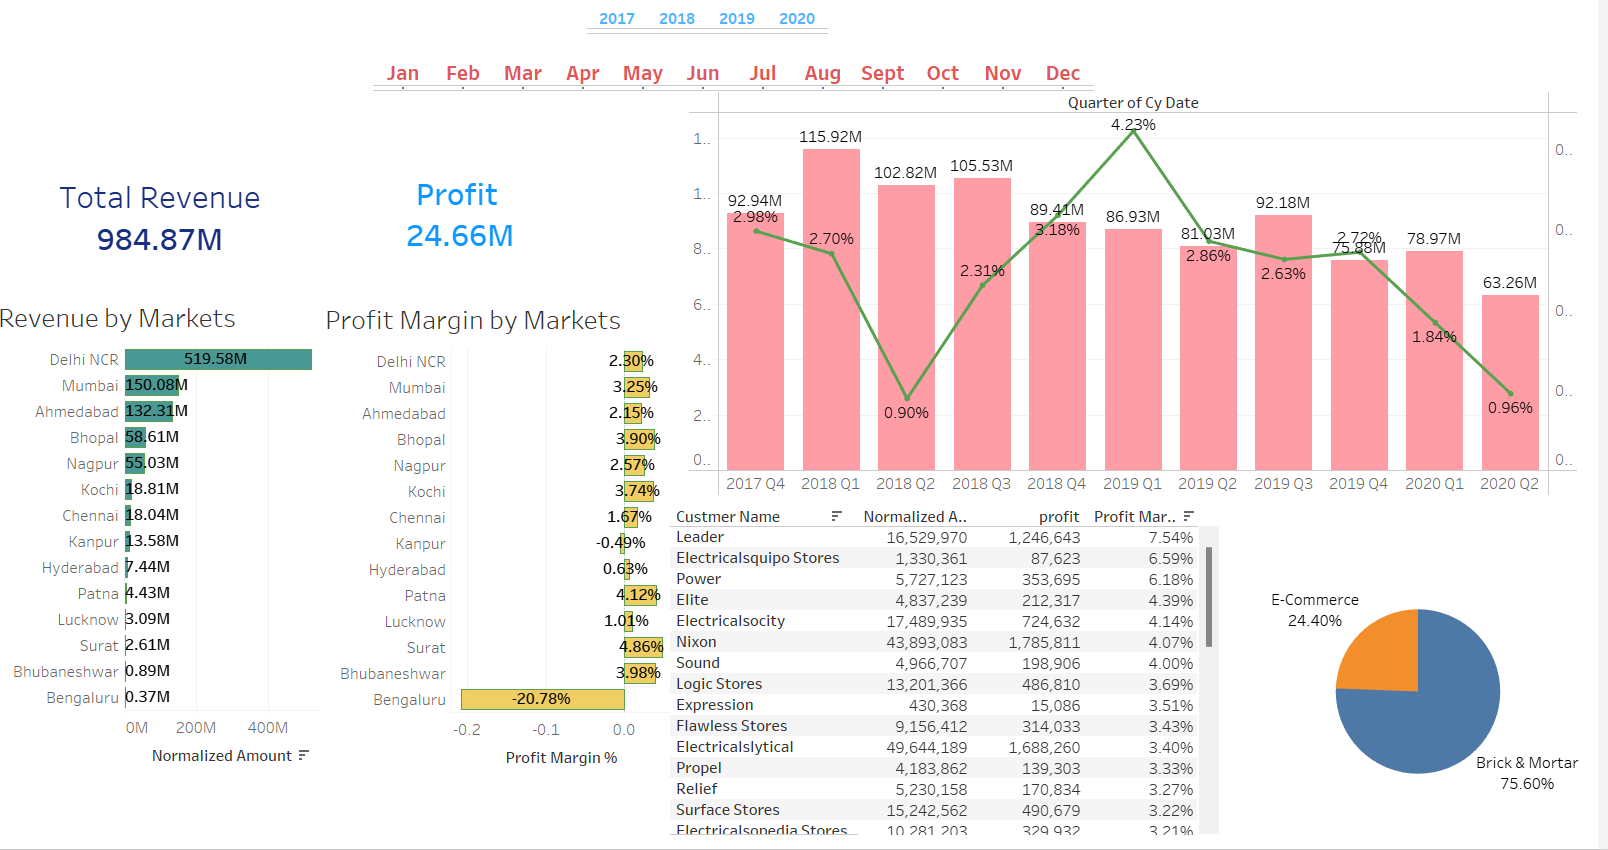 2017 2018 2019 2020
Jan Feb Mar Apr May Jun Jul Aug Sept Oct Nov Dec
Total Revenue
984.87M
Profit
24.66M
Revenue by Markets
Delhi NCR 519.58M
Mumbai 150.08M
Ahmedabad 132.31M
Bhopal 58.61M
Nagpur 55.03M
Kochi 18.81M
Chennai 18.04M
Kanpur 13.58M
Hyderabad 7.44M
Patna 4.43M
Lucknow 3.09M
Surat 2.61M
Bhubaneshwar 0.89M
Bengaluru 0.37M
0M 200M 400M
Normalized Amount
Profit Margin by Markets
Delhi NCR 2.30%
Mumbai 3.25%
Ahmedabad 2.15%
Bhopal 3.90%
Nagpur 2.57%
Kochi 3.74%
Chennai 1.67%
Kanpur -0.49%
Hyderabad 0.63%
Patna 4.12%
Lucknow 1.01%
Surat 4.86%
Bhubaneshwar 3.98%
Bengaluru -20.78%
-0.2 -0.1 0.0
Profit Margin %
Quarter of Cy Date
1..
1..
8..
6..
4..
2..
0..
92.94M 115.92M 102.82M 105.53M 89.41M 86.93M 81.03M 92.18M 75.88M 78.97M 63.26M
2.98% 2.70% 0.90% 2.31% 3.18% 4.23% 2.86% 2.63% 2.72% 1.84% 0.96%
0..
0..
0..
0..
0..
2017 Q4 2018 Q1 2018 Q2 2018 Q3 2018 Q4 2019 Q1 2019 Q2 2019 Q3 2019 Q4 2020 Q1 2020 Q2
Custmer Name Normalized A.. profit Profit Mar..
Leader 16,529,970 1,246,643 7.54%
Electricalsquipo Stores 1,330,361 87,623 6.59%
Power 5,727,123 353,695 6.18%
Elite 4,837,239 212,317 4.39%
Electricalsocity 17,489,935 724,632 4.14%
Nixon 43,893,083 1,785,811 4.07%
Sound 4,966,707 198,906 4.00%
Logic Stores 13,201,366 486,810 3.69%
Expression 430,368 15,086 3.51%
Flawless Stores 9,156,412 314,033 3.43%
Electricalslytical 49,644,189 1,688,260 3.40%
Propel 4,183,862 139,303 3.33%
Relief 5,230,158 170,834 3.27%
Surface Stores 15,242,562 490,679 3.22%
Electricalsopedia Stores 10,281,203 329,932 3.21%
E-Commerce
24.40%
Brick & Mortar
75.60%